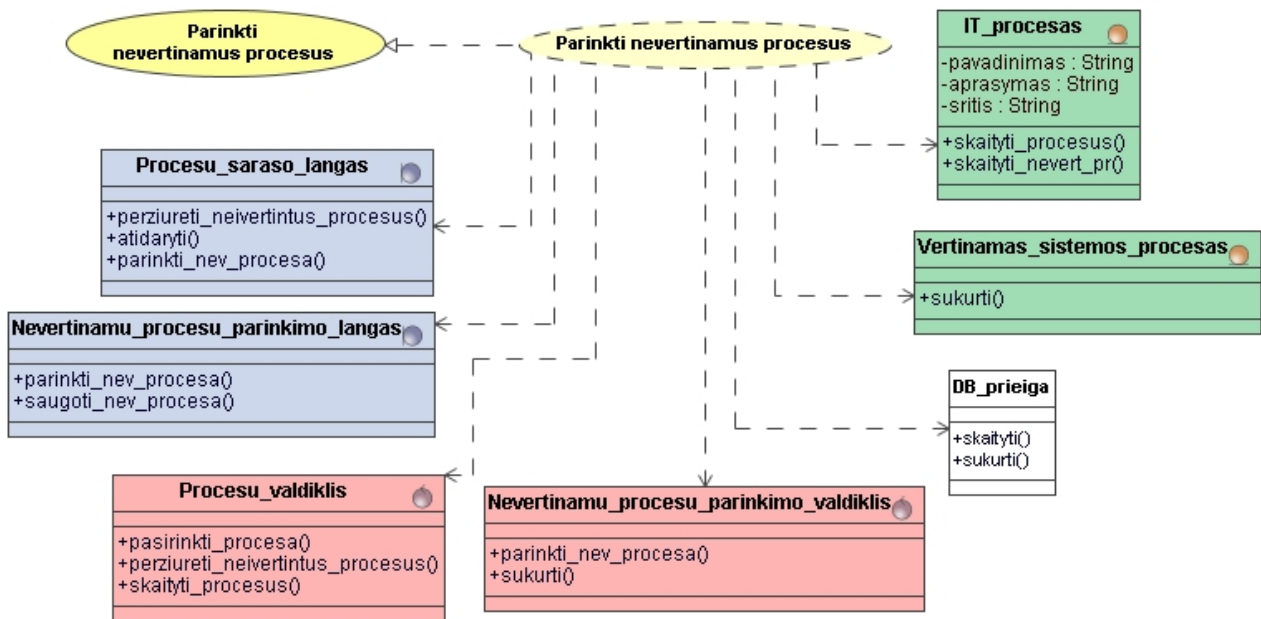 Parinkti
nevertinamus procesus
Parinkti nevertinamus procesus
IT_procesas
-pavadinimas : String
-aprasymas : String
-sritis : String
+skaityti_procesus()
+skaityti_nevert_pr()
Procesu_saraso_langas
+perziureti_neivertintus_procesus()
+atidaryti()
+parinkti_nev_procesa()
Vertinamas_sistemos_procesas
+sukurti()
Nevertinamu_procesu_parinkimo_langas
+parinkti_nev_procesa()
+saugoti_nev_procesa()
DB_prieiga
+skaityti()
+sukurti()
Procesu_valdiklis
+pasirinkti_procesa()
+perziureti_neivertintus_procesus()
+skaityti_procesus()
Nevertinamu_procesu_parinkimo_valdiklis
+parinkti_nev_procesa()
+sukurti()